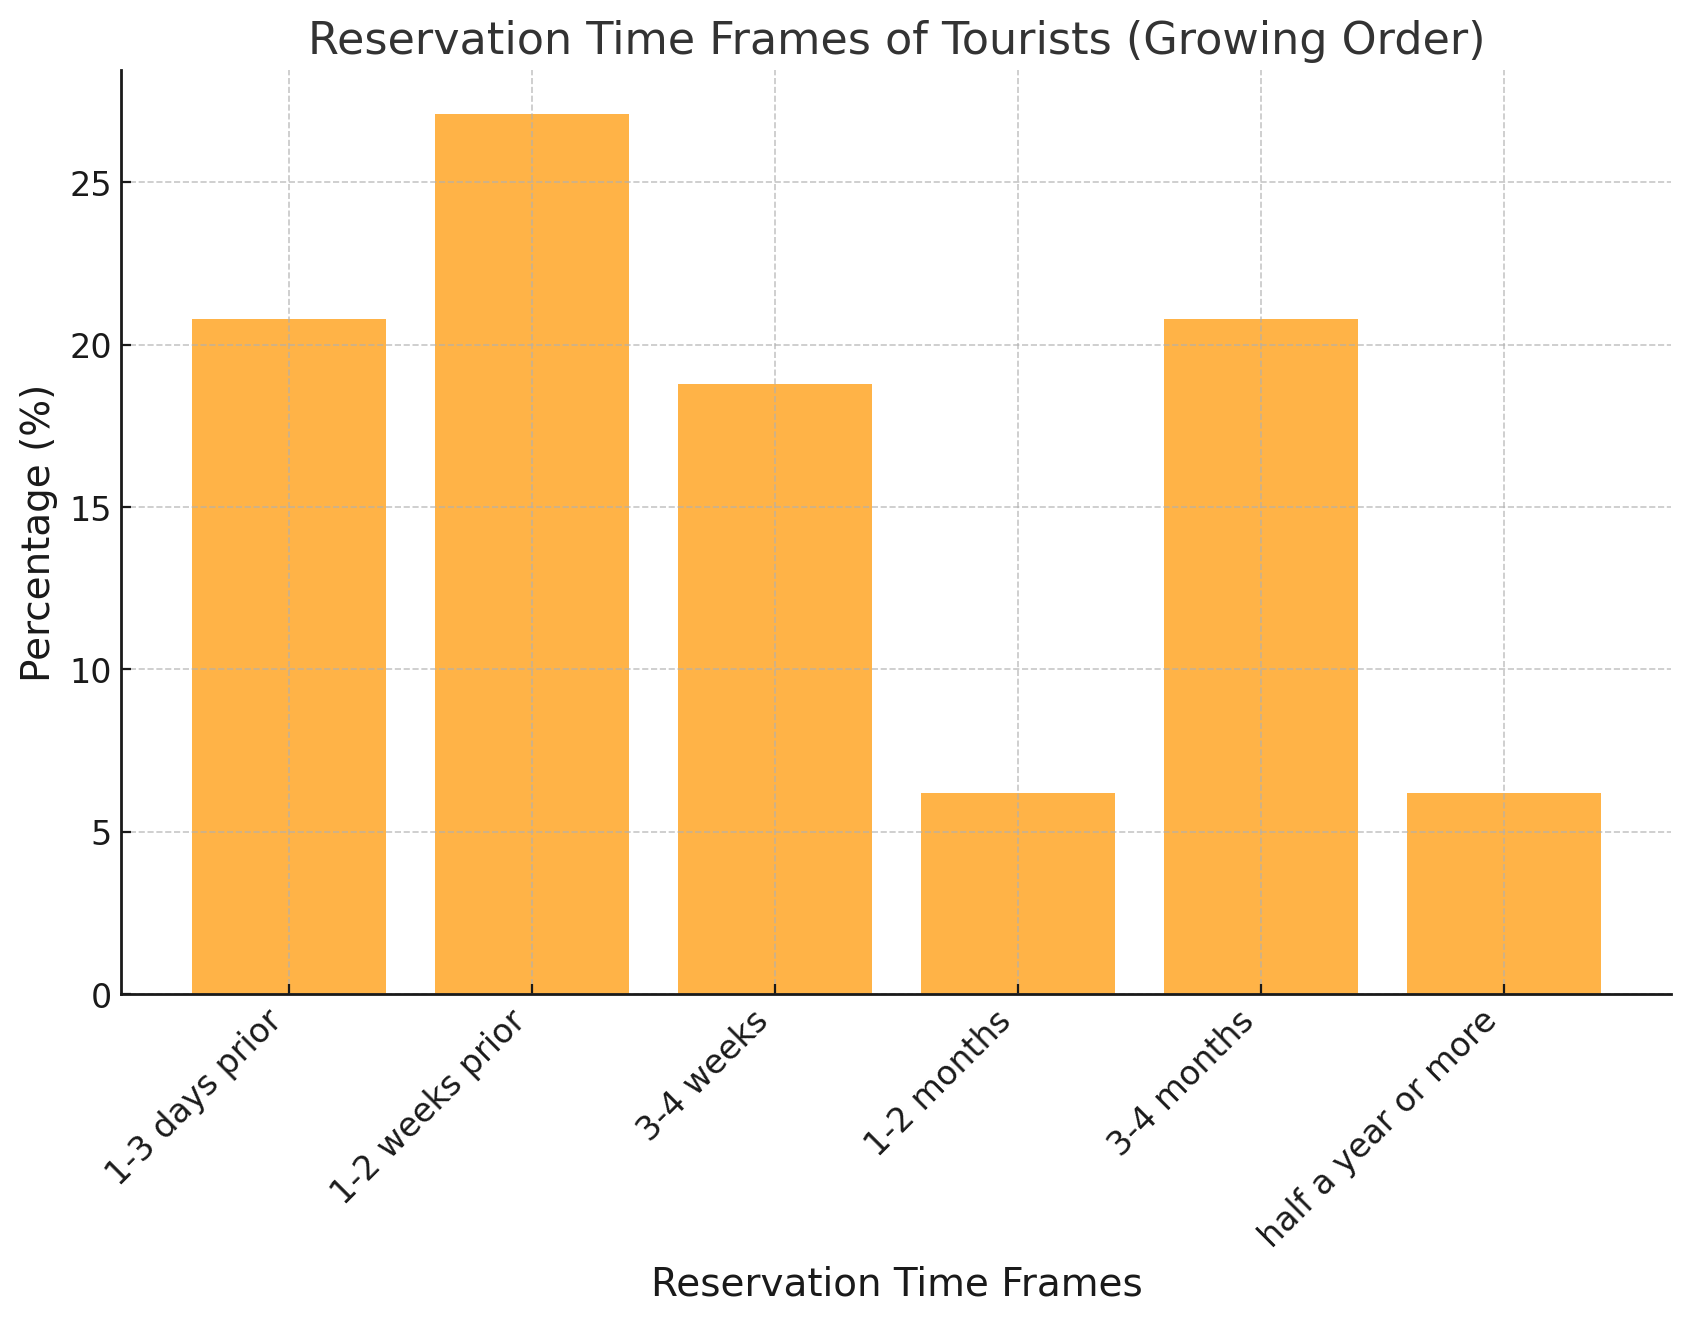 Reservation Time Frames of Tourists (Growing Order)
Percentage (%)
25
20
15
10
5
0
1-3 days prior
1-2 weeks prior
3-4 weeks
1-2 months
3-4 months
half a year or more
Reservation Time Frames